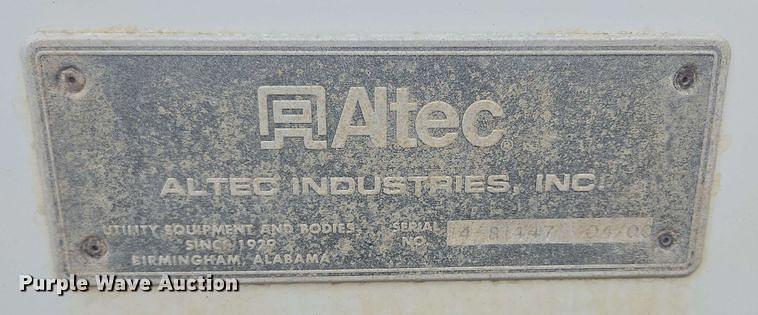 Altec®
ALTEC INDUSTRIES, INC.
UTILITY EQUIPMENT AND BODIES
SINCE 1929
BIRMINGHAM, ALABAMA
SERIAL
NO.
Purple Wave Auction